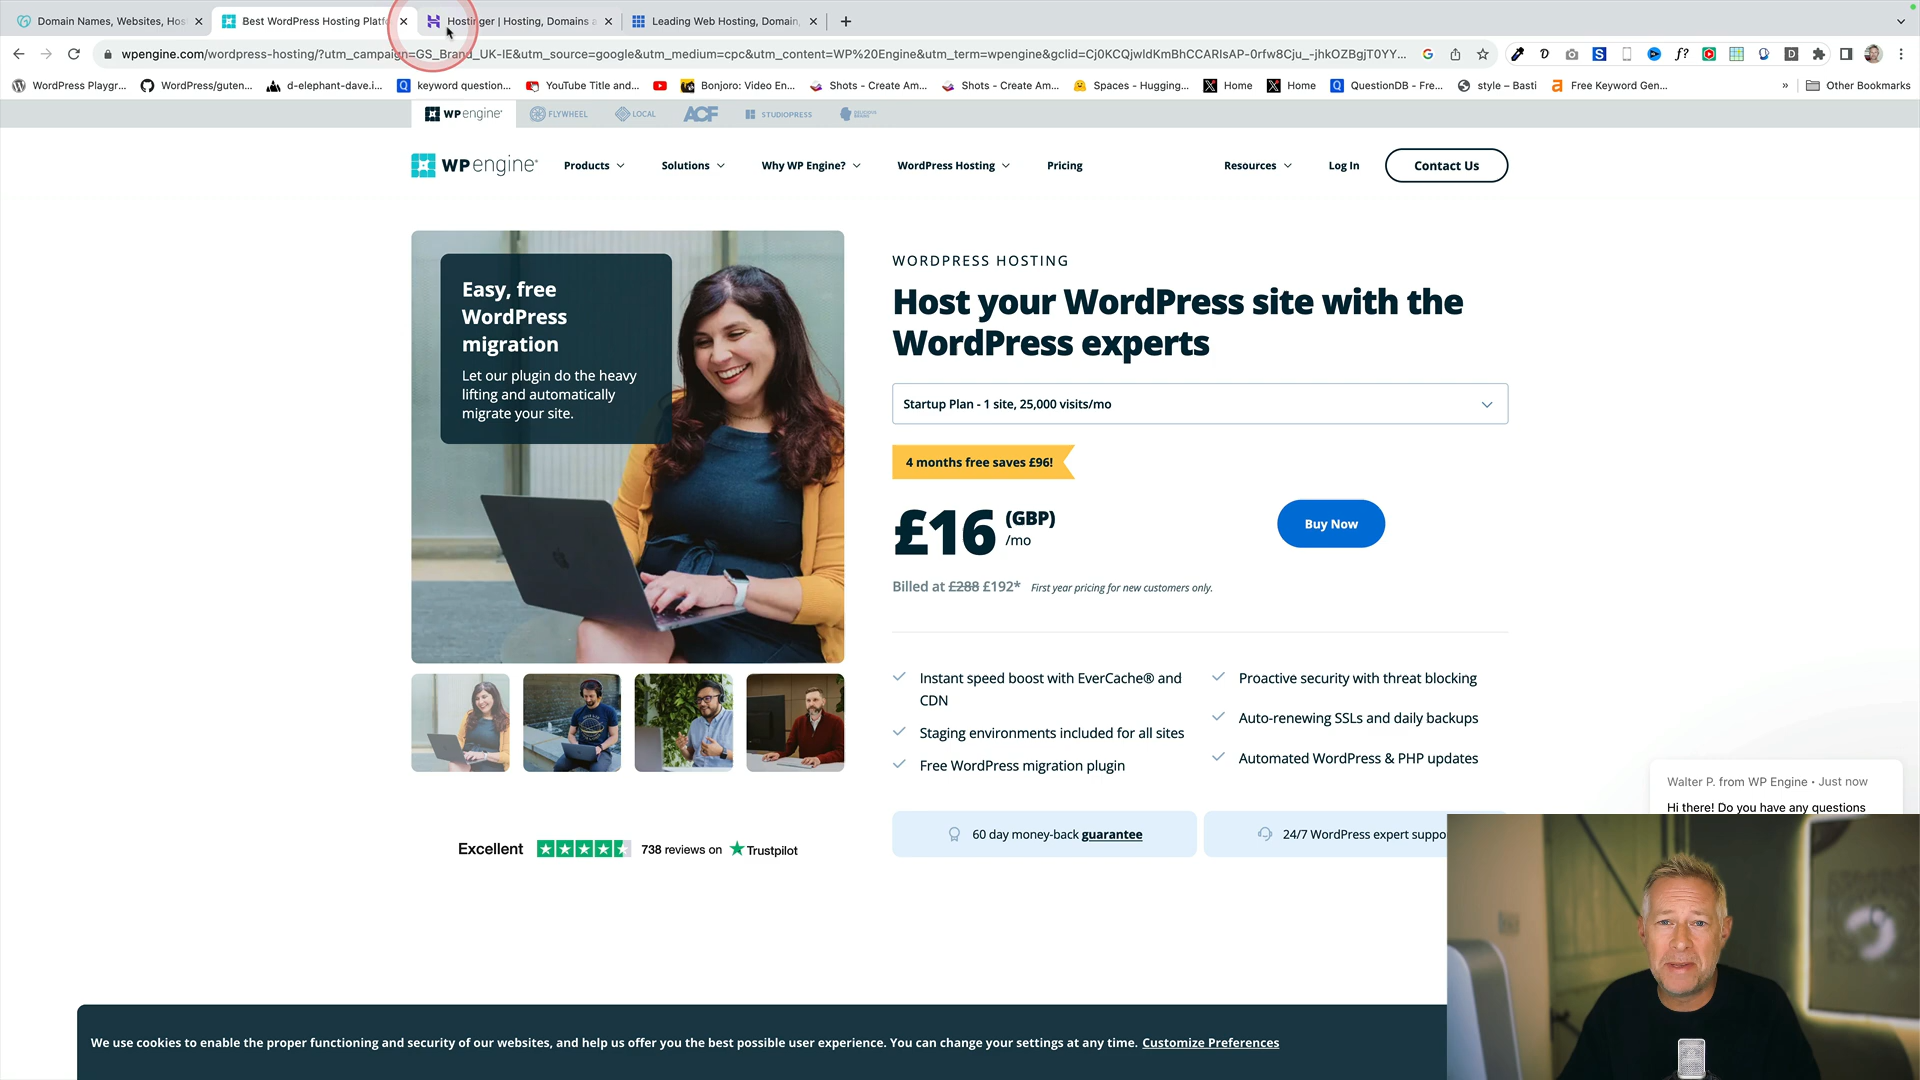 Domain Names, Websites, Hos
Best WordPress Hosting Platf
Hostinger | Hosting, Domains a
Leading Web Hosting, Domain,
wpengine.com/wordpress-hosting/?utm_campaign=GS_Brand_UK-IE&utm_source=google&utm_medium=cpc&utm_content=WP%20Engine&utm_term=wpengine&gclid=Cj0KCQjwldKmBhCCARIsAP-0rfw8Cju_-jhkOZBgjT0YY...
WordPress Playgr...
WordPress/guten...
d-elephant-dave.i...
keyword question...
YouTube Title and...
Bonjoro: Video En...
Shots - Create Am...
Shots - Create Am...
Spaces - Hugging...
Home
Home
QuestionDB - Fre...
style – Basti
Free Keyword Gen...
»
Other Bookmarks
WP engine
FLYWHEEL
LOCAL
ACF
STUDIOPRESS
WP engine
Products
Solutions
Why WP Engine?
WordPress Hosting
Pricing
Resources
Log In
Contact Us
Easy, free
WordPress
migration
Let our plugin do the heavy
lifting and automatically
migrate your site.
WORDPRESS HOSTING
Host your WordPress site with the
WordPress experts
Startup Plan - 1 site, 25,000 visits/mo
4 months free saves £96!
£16 (GBP)
/mo
Buy Now
Billed at £288 £192* First year pricing for new customers only.
Instant speed boost with EverCache® and
CDN
Staging environments included for all sites
Free WordPress migration plugin
Proactive security with threat blocking
Auto-renewing SSLs and daily backups
Automated WordPress & PHP updates
60 day money-back guarantee
24/7 WordPress expert suppo
Excellent
738 reviews on Trustpilot
Walter P. from WP Engine • Just now
Hi there! Do you have any questions
We use cookies to enable the proper functioning and security of our websites, and help us offer you the best possible user experience. You can change your settings at any time. Customize Preferences